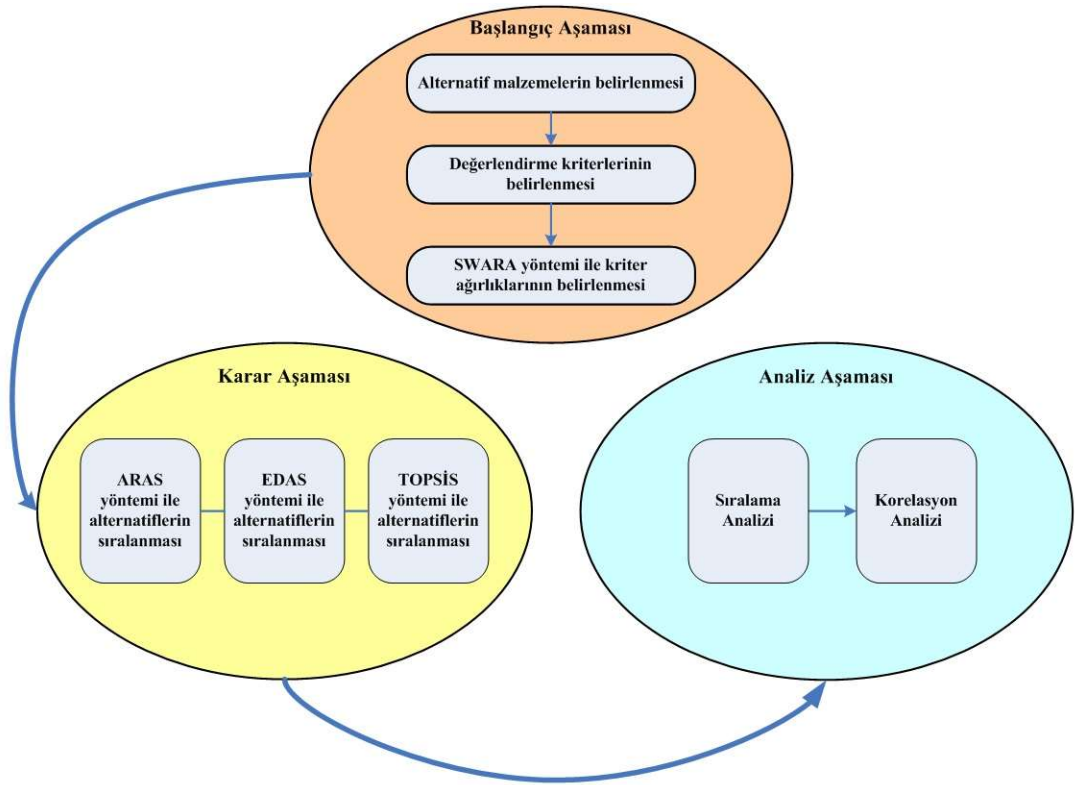 Başlangıç Aşaması
Alternatif malzemelerin belirlenmesi
Değerlendirme kriterlerinin
belirlenmesi
SWARA yöntemi ile kriter
ağırlıklarının belirlenmesi
Karar Aşaması
ARAS
yöntemi ile
alternatiflerin
sıralanması
EDAS
yöntemi ile
alternatiflerin
sıralanması
TOPSİS
yöntemi ile
alternatiflerin
sıralanması
Analiz Aşaması
Sıralama
Analizi
Korelasyon
Analizi